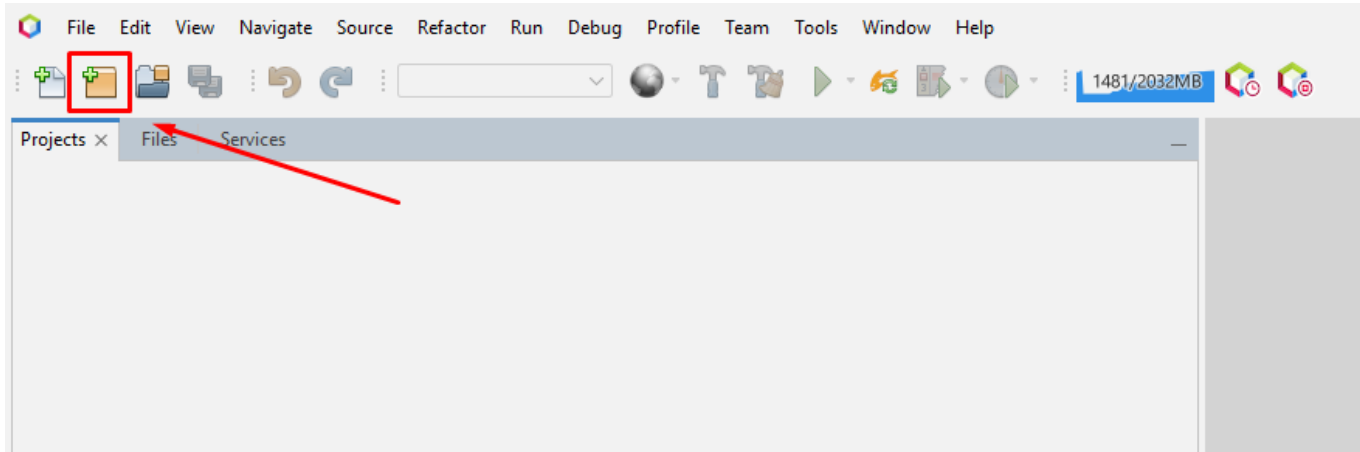 File Edit View Navigate Source Refactor Run Debug Profile Team Tools Window Help
1481/2032MB
Projects Files Services